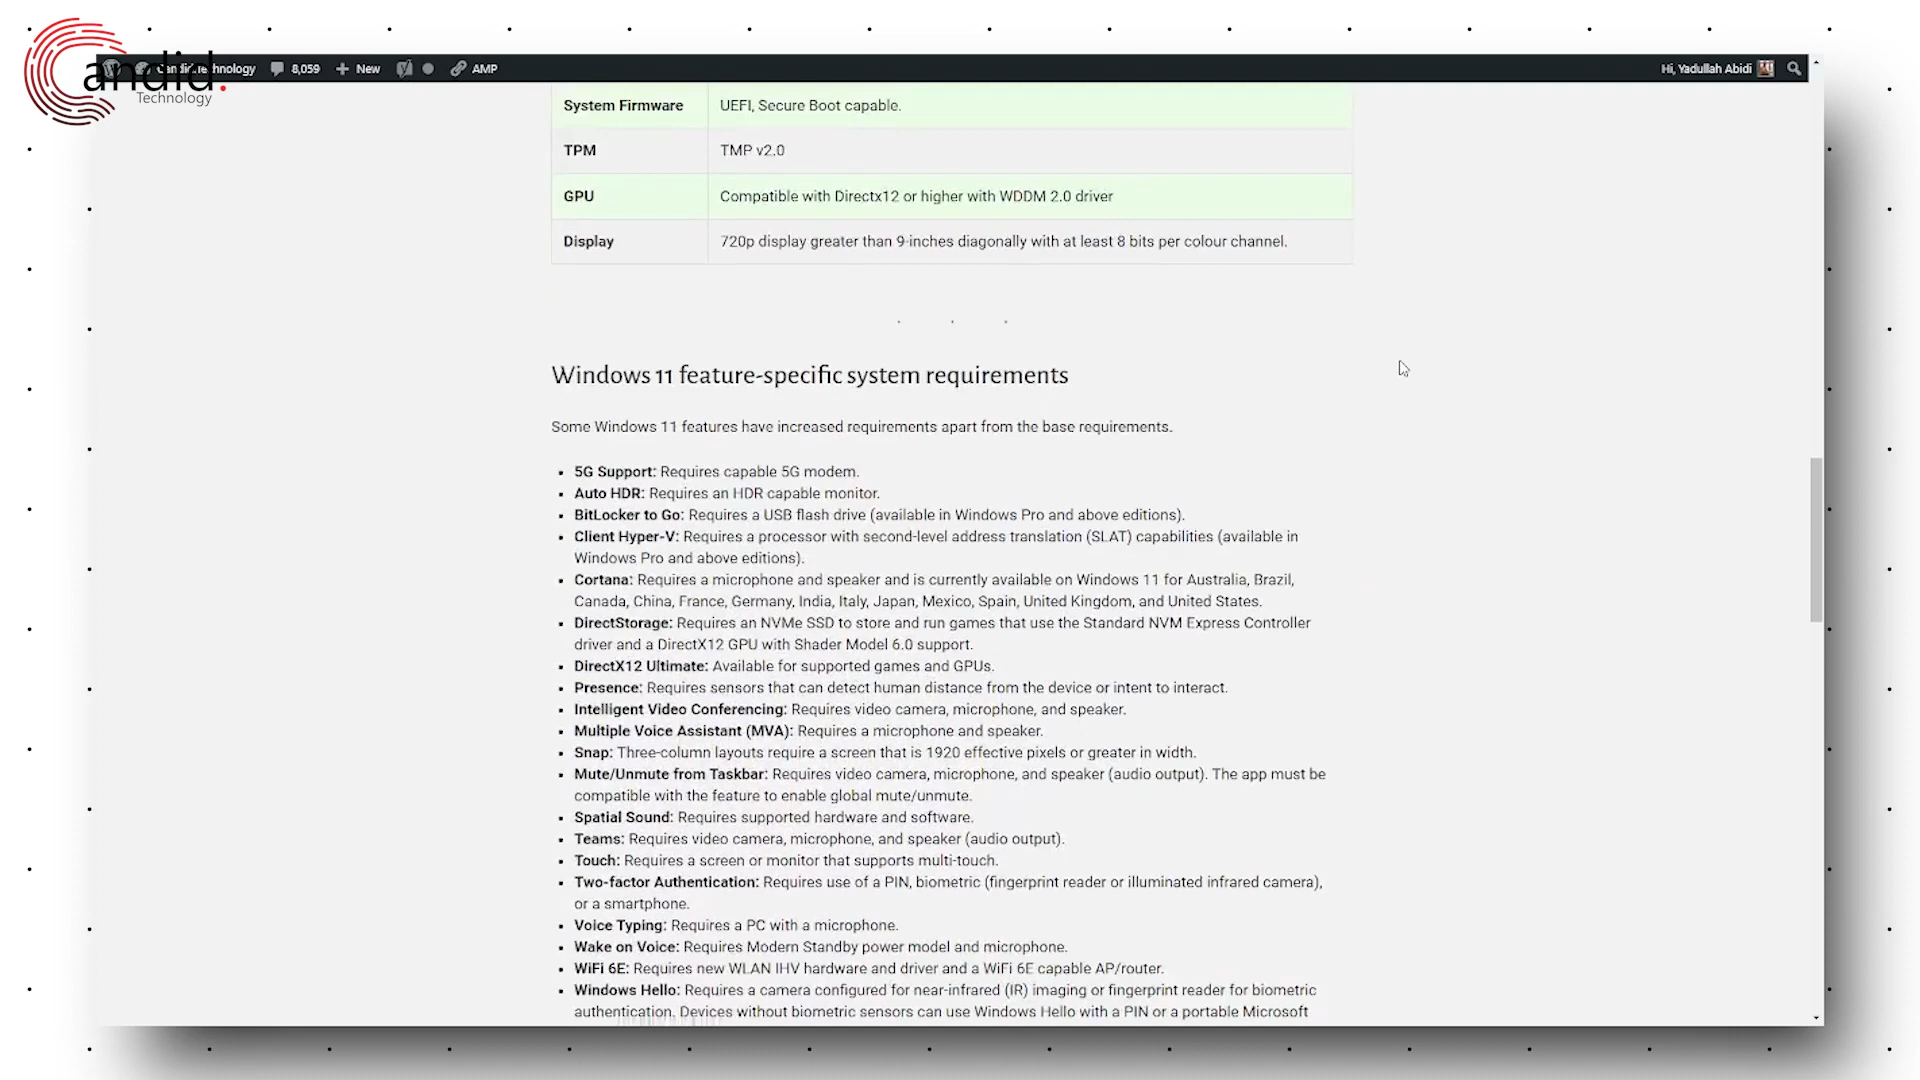 andid.
Technology
8,059
New
AMP
Hi, Yadullah Abidi
System Firmware UEFI, Secure Boot capable.
TPM TMP v2.0
GPU Compatible with Directx12 or higher with WDDM 2.0 driver
Display 720p display greater than 9-inches diagonally with at least 8 bits per colour channel.
. . .
Windows 11 feature-specific system requirements
Some Windows 11 features have increased requirements apart from the base requirements.
5G Support: Requires capable 5G modem.
Auto HDR: Requires an HDR capable monitor.
BitLocker to Go: Requires a USB flash drive (available in Windows Pro and above editions).
Client Hyper-V: Requires a processor with second-level address translation (SLAT) capabilities (available in
Windows Pro and above editions).
Cortana: Requires a microphone and speaker and is currently available on Windows 11 for Australia, Brazil,
Canada, China, France, Germany, India, Italy, Japan, Mexico, Spain, United Kingdom, and United States.
DirectStorage: Requires an NVMe SSD to store and run games that use the Standard NVM Express Controller
driver and a DirectX12 GPU with Shader Model 6.0 support.
DirectX12 Ultimate: Available for supported games and GPUs.
Presence: Requires sensors that can detect human distance from the device or intent to interact.
Intelligent Video Conferencing: Requires video camera, microphone, and speaker.
Multiple Voice Assistant (MVA): Requires a microphone and speaker.
Snap: Three-column layouts require a screen that is 1920 effective pixels or greater in width.
Mute/Unmute from Taskbar: Requires video camera, microphone, and speaker (audio output). The app must be
compatible with the feature to enable global mute/unmute.
Spatial Sound: Requires supported hardware and software.
Teams: Requires video camera, microphone, and speaker (audio output).
Touch: Requires a screen or monitor that supports multi-touch.
Two-factor Authentication: Requires use of a PIN, biometric (fingerprint reader or illuminated infrared camera),
or a smartphone.
Voice Typing: Requires a PC with a microphone.
Wake on Voice: Requires Modern Standby power model and microphone.
WiFi 6E: Requires new WLAN IHV hardware and driver and a WiFi 6E capable AP/router.
Windows Hello: Requires a camera configured for near-infrared (IR) imaging or fingerprint reader for biometric
authentication. Devices without biometric sensors can use Windows Hello with a PIN or a portable Microsoft